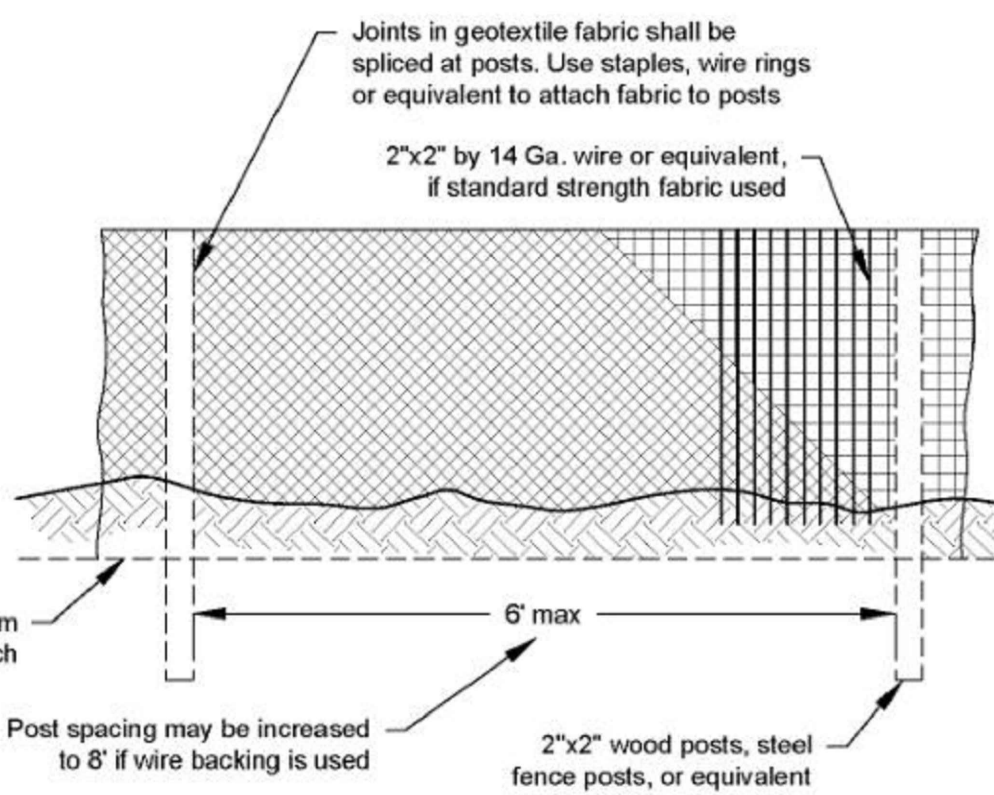 Joints in geotextile fabric shall be
spliced at posts. Use staples, wire rings
or equivalent to attach fabric to posts
2"x2" by 14 Ga. wire or equivalent,
if standard strength fabric used
6' max
m
ch
Post spacing may be increased
to 8' if wire backing is used
2"x2" wood posts, steel
fence posts, or equivalent